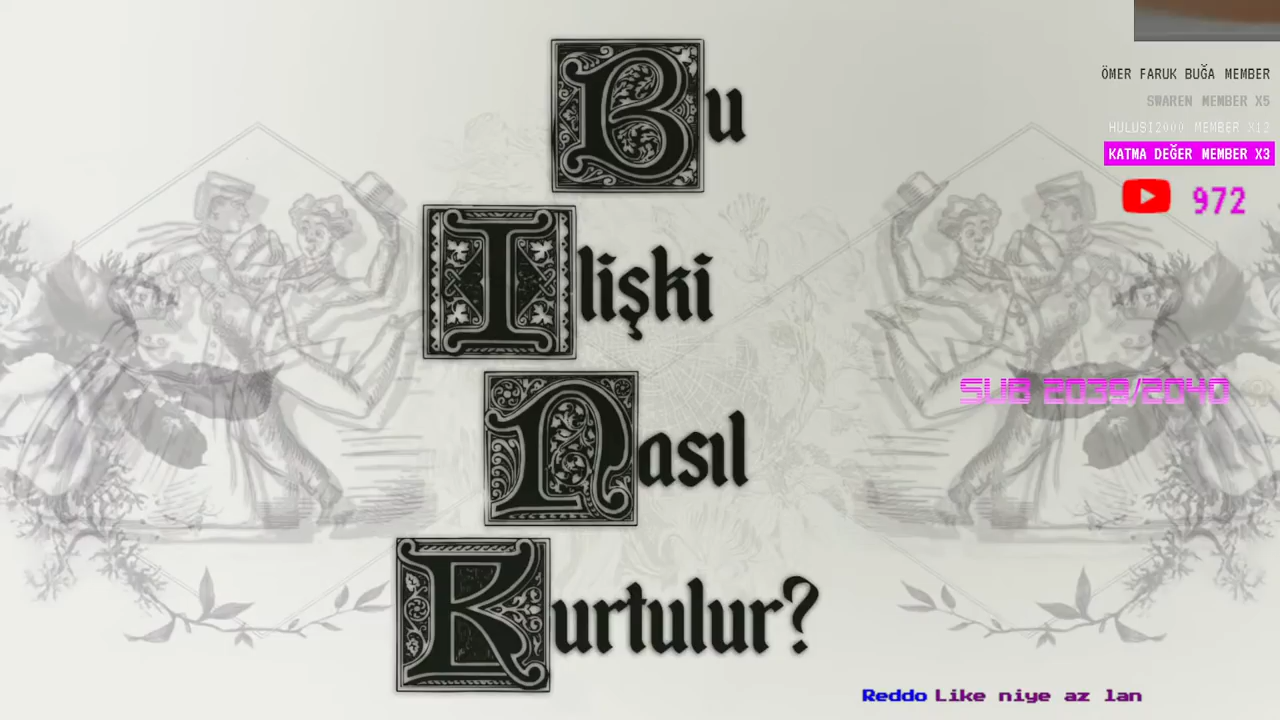 Bu
Ilişki
Nasıl
Kurtulur?
ÖMER FARUK BUĞA MEMBER
SWAREN MEMBER X5
HULUSI2000 MEMBER X12
KATMA DEĞER MEMBER X3
972
SUB 2039/2040
Reddo Like niye az lan